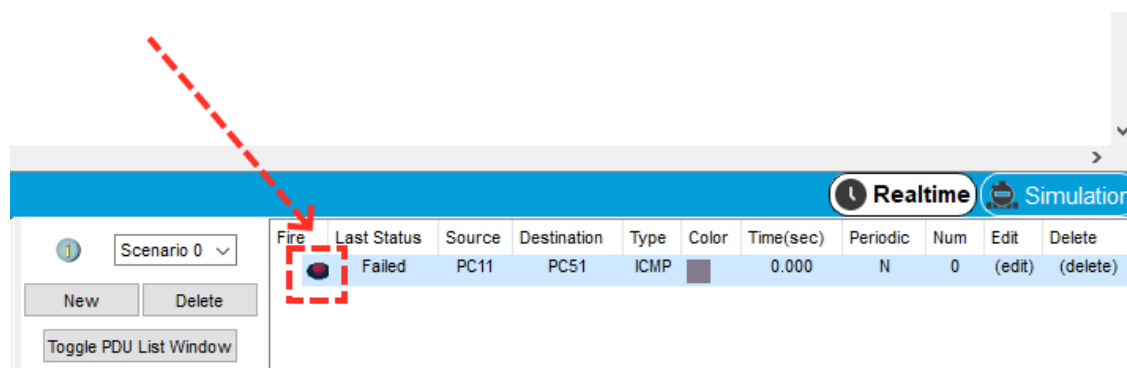 Realtime Simulation
Scenario 0
Fire Last Status Source Destination Type Color Time(sec) Periodic Num Edit Delete
Failed PC11 PC51 ICMP 0.000 N 0 (edit) (delete)
New Delete
Toggle PDU List Window